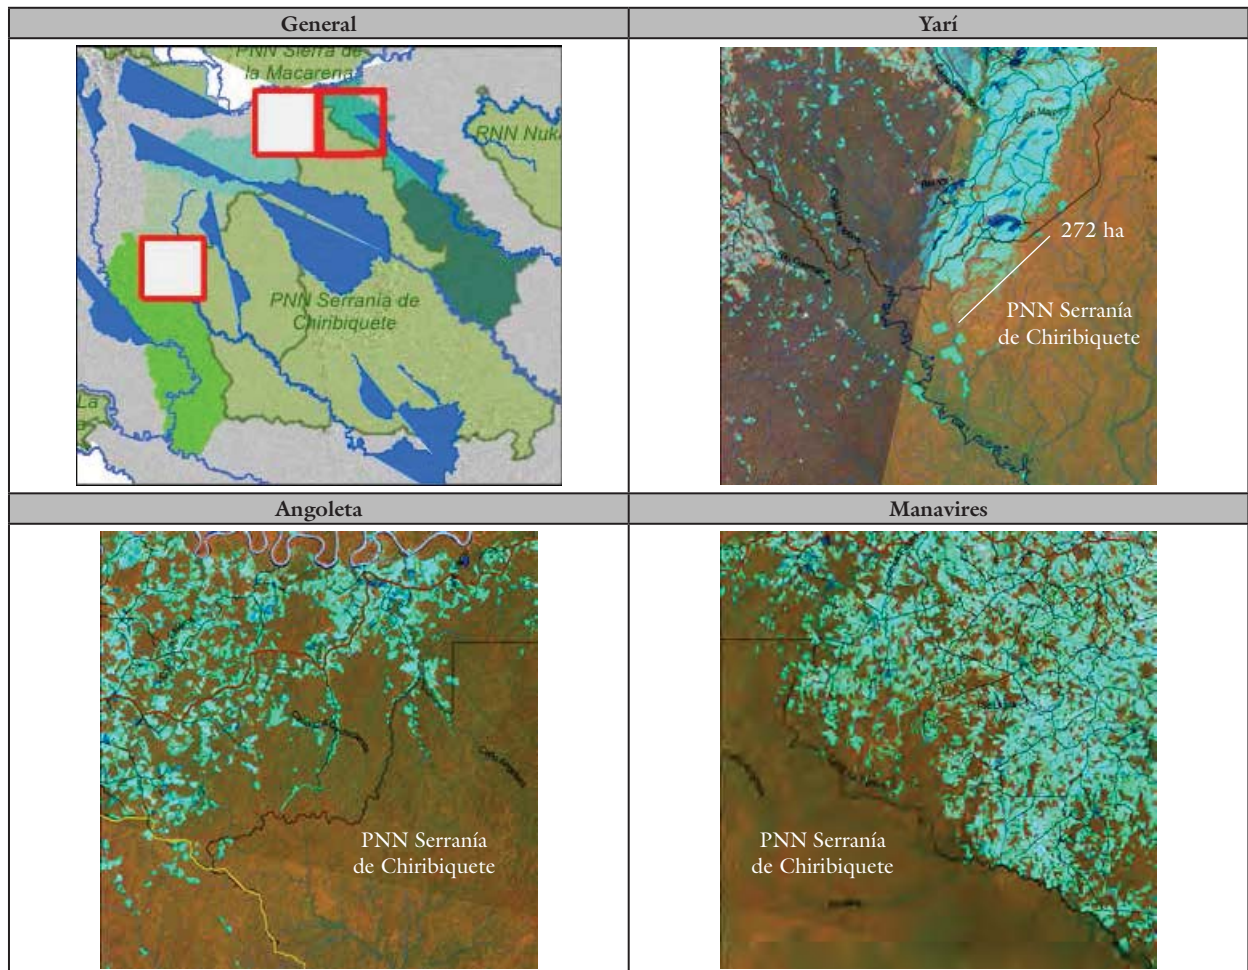 General
Yarí
PNN Sierra de
la Macarena
RNN Nuk
PNN Serranía de
Chiribiquete
La
272 ha
PNN Serranía
de Chiribiquete
Angoleta
Manavires
PNN Serranía
de Chiribiquete
PNN Serranía
de Chiribiquete